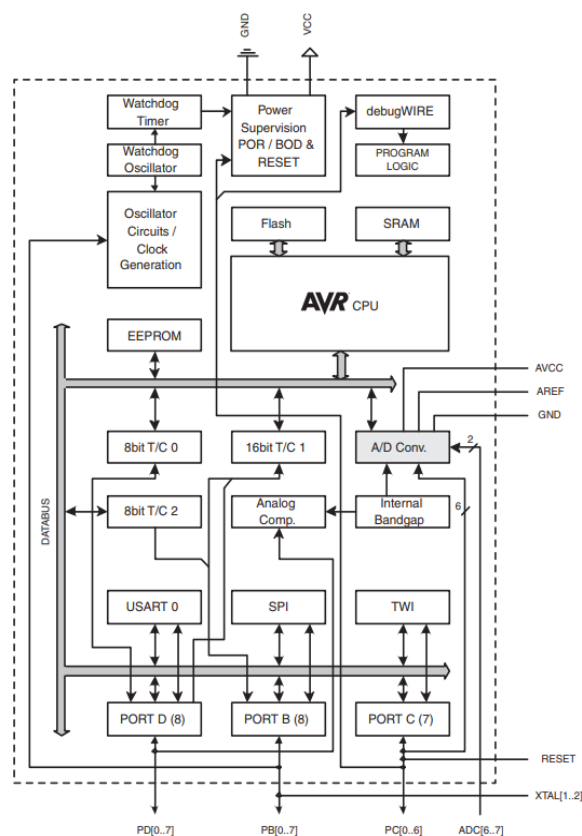 GND
VCC
Watchdog
Timer
Power
Supervision
POR / BOD &
RESET
debugWIRE
Watchdog
Oscillator
PROGRAM
LOGIC
Oscillator
Circuits /
Clock
Generation
Flash
SRAM
AVR CPU
EEPROM
AVCC
AREF
GND
8bit T/C 0
16bit T/C 1
A/D Conv.
2
DATABUS
8bit T/C 2
Analog
Comp.
Internal
Bandgap
6
USART 0
SPI
TWI
PORT D (8)
PORT B (8)
PORT C (7)
RESET
XTAL[1..2]
PD[0..7]
PB[0..7]
PC[0..6]
ADC[6..7]